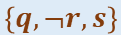 {q, ¬r, s}